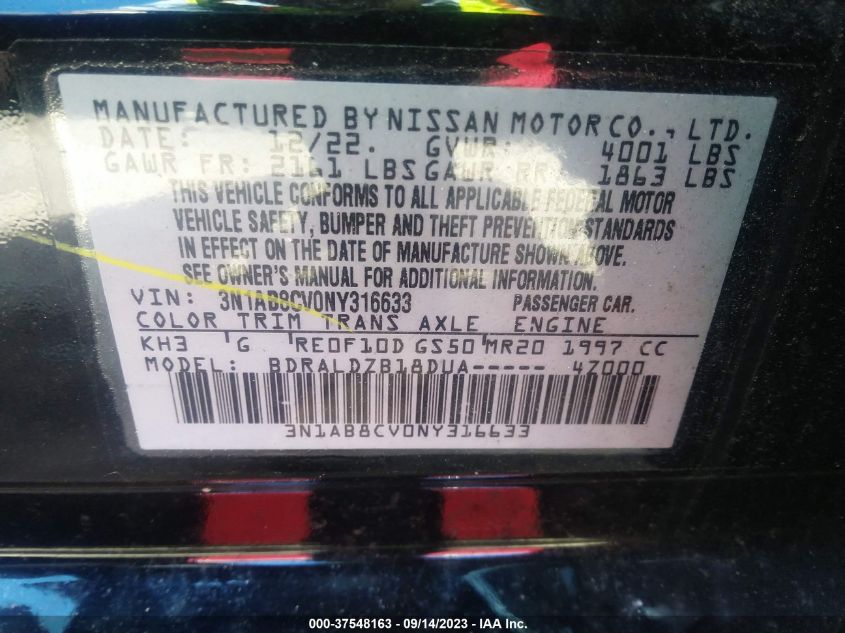 MANUFACTURED BY NISSAN MOTOR CO., LTD.
DATE: 12/22. GVWR: 4001 LBS
GAWR FR: 2161 LBS GAWR RR: 1863 LBS
THIS VEHICLE CONFORMS TO ALL APPLICABLE FEDERAL MOTOR
VEHICLE SAFETY, BUMPER AND THEFT PREVENTION STANDARDS
IN EFFECT ON THE DATE OF MANUFACTURE SHOWN ABOVE.
SEE OWNER'S MANUAL FOR ADDITIONAL INFORMATION.
VIN: 3N1AB8CV0NY316633 PASSENGER CAR.
COLOR TRIM TRANS AXLE ENGINE
KH3 G RE0F10D GS50 MR20 1997 CC
MODEL: BDRALDZB18DUA----- 47000
3N1AB8CV0NY316633
000-37548163 - 09/14/2023 - IAA Inc.